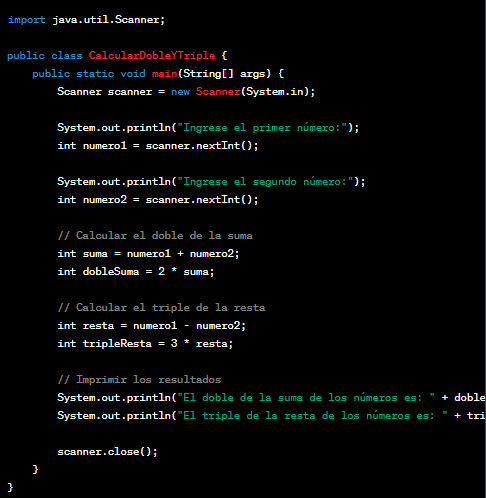 import java.util.Scanner;
public class CalcularDobleYTriple {
public static void main(String[] args) {
Scanner scanner = new Scanner(System.in);
System.out.println("Ingrese el primer número:");
int numero1 = scanner.nextInt();
System.out.println("Ingrese el segundo número:");
int numero2 = scanner.nextInt();
// Calcular el doble de la suma
int suma = numero1 + numero2;
int dobleSuma = 2 * suma;
// Calcular el triple de la resta
int resta = numero1 - numero2;
int tripleResta = 3 * resta;
// Imprimir los resultados
System.out.println("El doble de la suma de los números es: " + doble
System.out.println("El triple de la resta de los números es: " + tri
scanner.close();
}
}